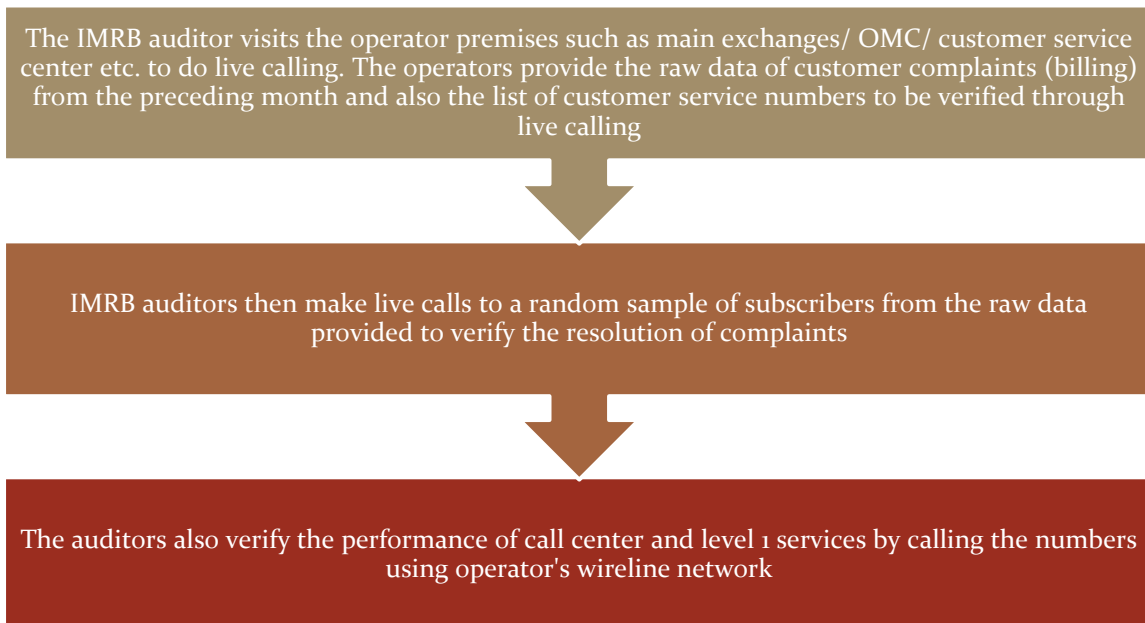 The IMRB auditor visits the operator premises such as main exchanges/ OMC/ customer service
center etc. to do live calling. The operators provide the raw data of customer complaints (billing)
from the preceding month and also the list of customer service numbers to be verified through
live calling
IMRB auditors then make live calls to a random sample of subscribers from the raw data
provided to verify the resolution of complaints
The auditors also verify the performance of call center and level 1 services by calling the numbers
using operator's wireline network